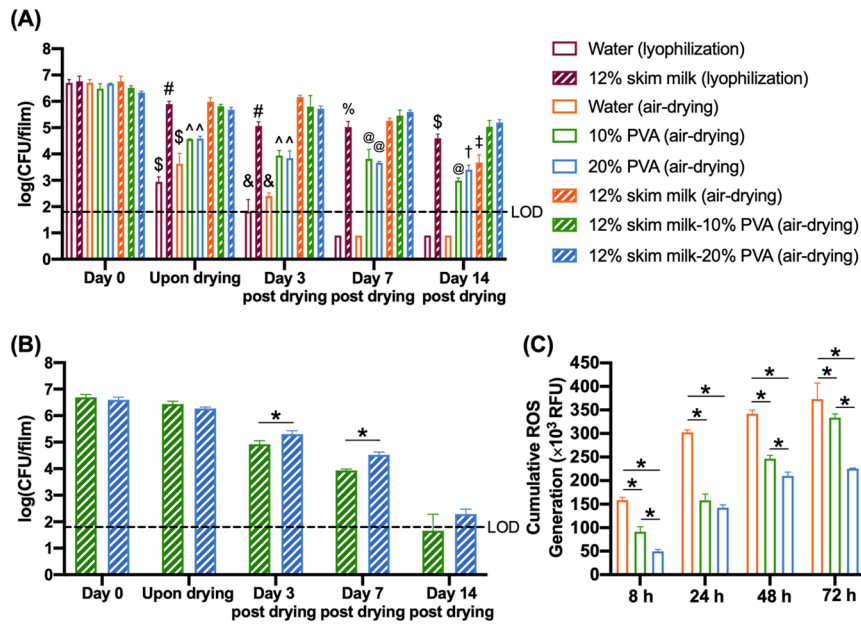 (A)
log(CFU/film)
8
7
6
5
4
3
2
1
0
$ # $ ^ ^
& # & ^ ^
% @ @
$ @ † ‡
LOD
Day 0
Upon drying
Day 3
post drying
Day 7
post drying
Day 14
post drying
Water (lyophilization)
12% skim milk (lyophilization)
Water (air-drying)
10% PVA (air-drying)
20% PVA (air-drying)
12% skim milk (air-drying)
12% skim milk-10% PVA (air-drying)
12% skim milk-20% PVA (air-drying)
(B)
log(CFU/film)
8
7
6
5
4
3
2
1
0
*
*
LOD
Day 0
Upon drying
Day 3
post drying
Day 7
post drying
Day 14
post drying
(C)
Cumulative ROS
Generation (×10³ RFU)
450
400
350
300
250
200
150
100
50
0
* * *
* *
* * *
* * *
8 h
24 h
48 h
72 h